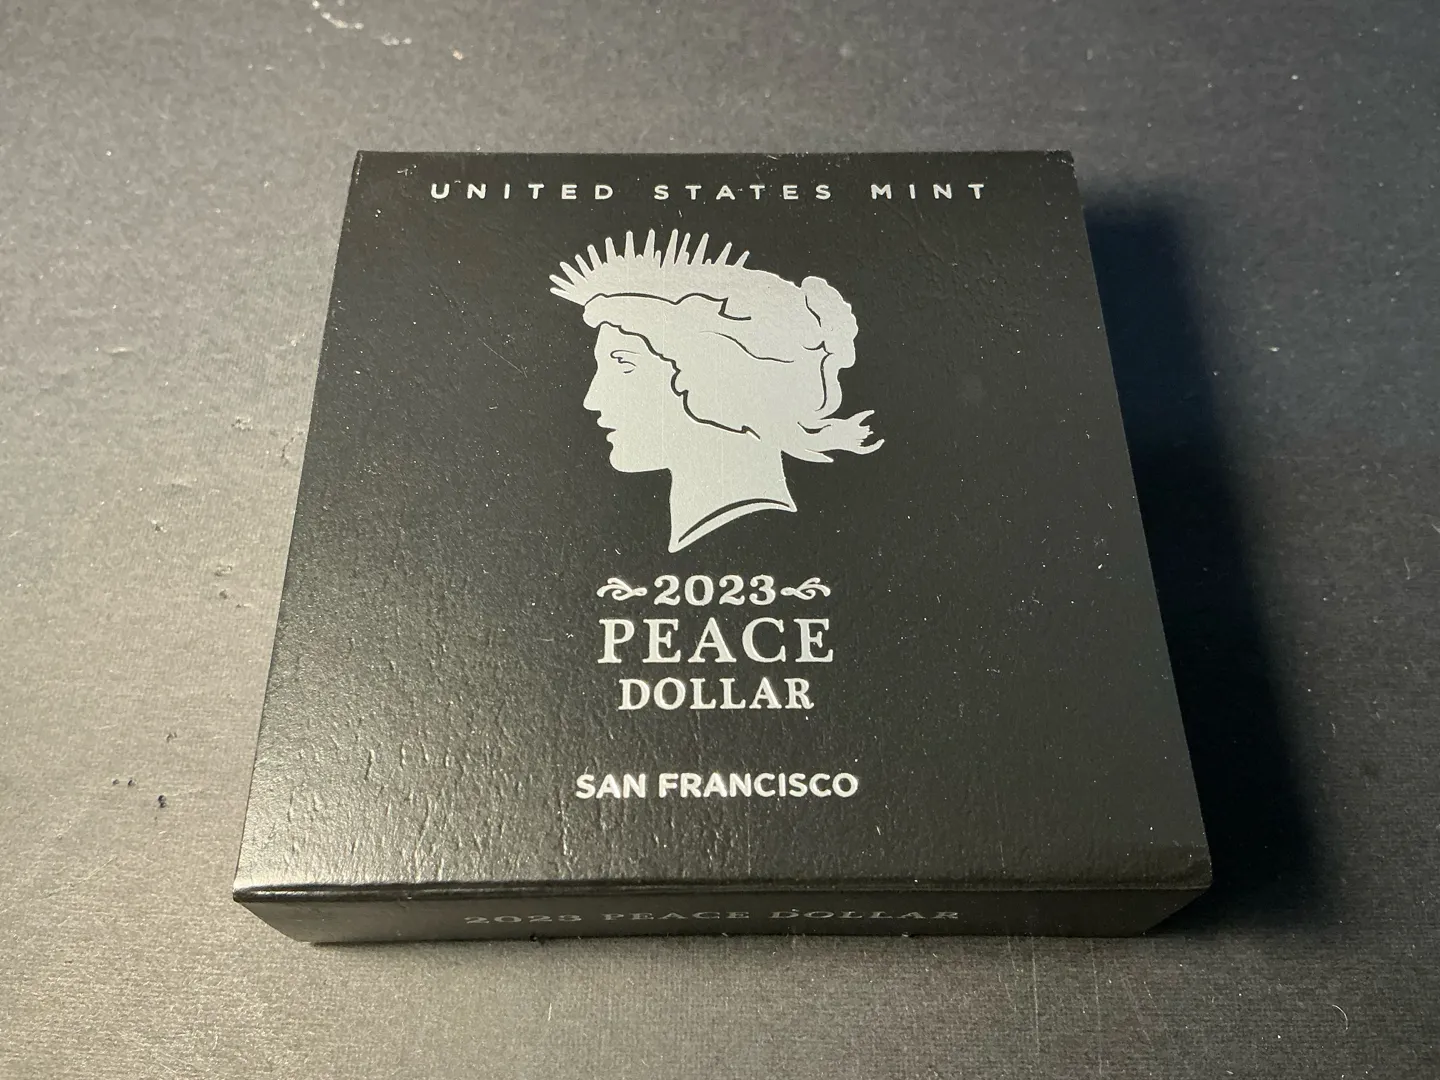 UNITED STATES MINT
2023
PEACE
DOLLAR
SAN FRANCISCO
2023 PEACE DOLLAR